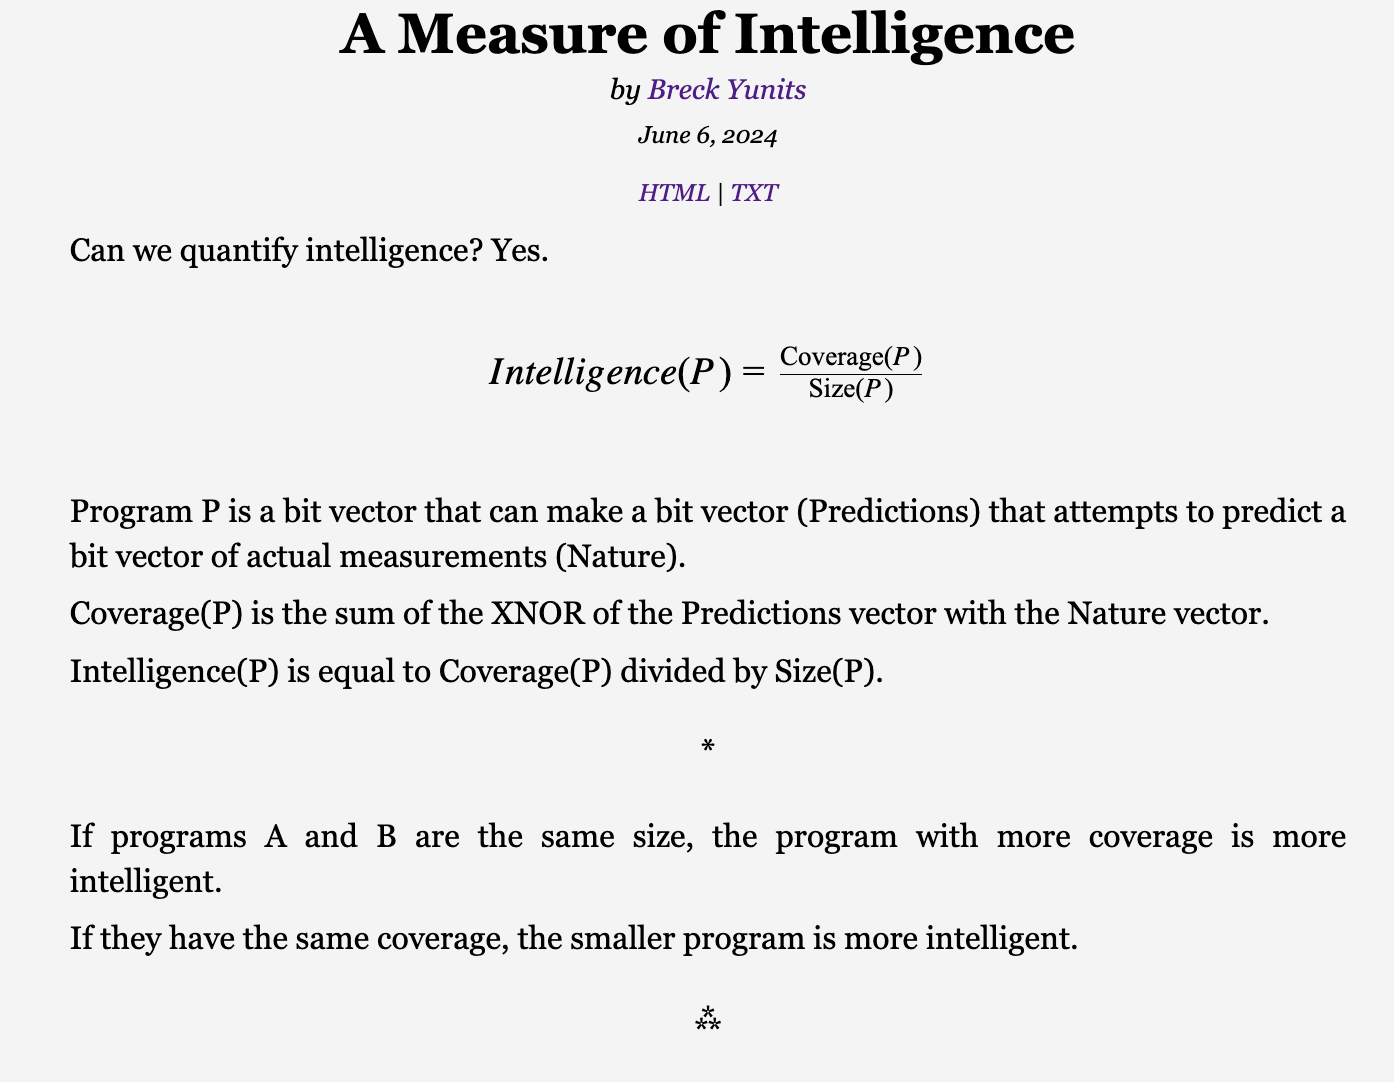 A Measure of Intelligence
by Breck Yunits
June 6, 2024
HTML | TXT
Can we quantify intelligence? Yes.
Intelligence(P) = Coverage(P) / Size(P)
Program P is a bit vector that can make a bit vector (Predictions) that attempts to predict a
bit vector of actual measurements (Nature).
Coverage(P) is the sum of the XNOR of the Predictions vector with the Nature vector.
Intelligence(P) is equal to Coverage(P) divided by Size(P).
*
If programs A and B are the same size, the program with more coverage is more
intelligent.
If they have the same coverage, the smaller program is more intelligent.
⁂